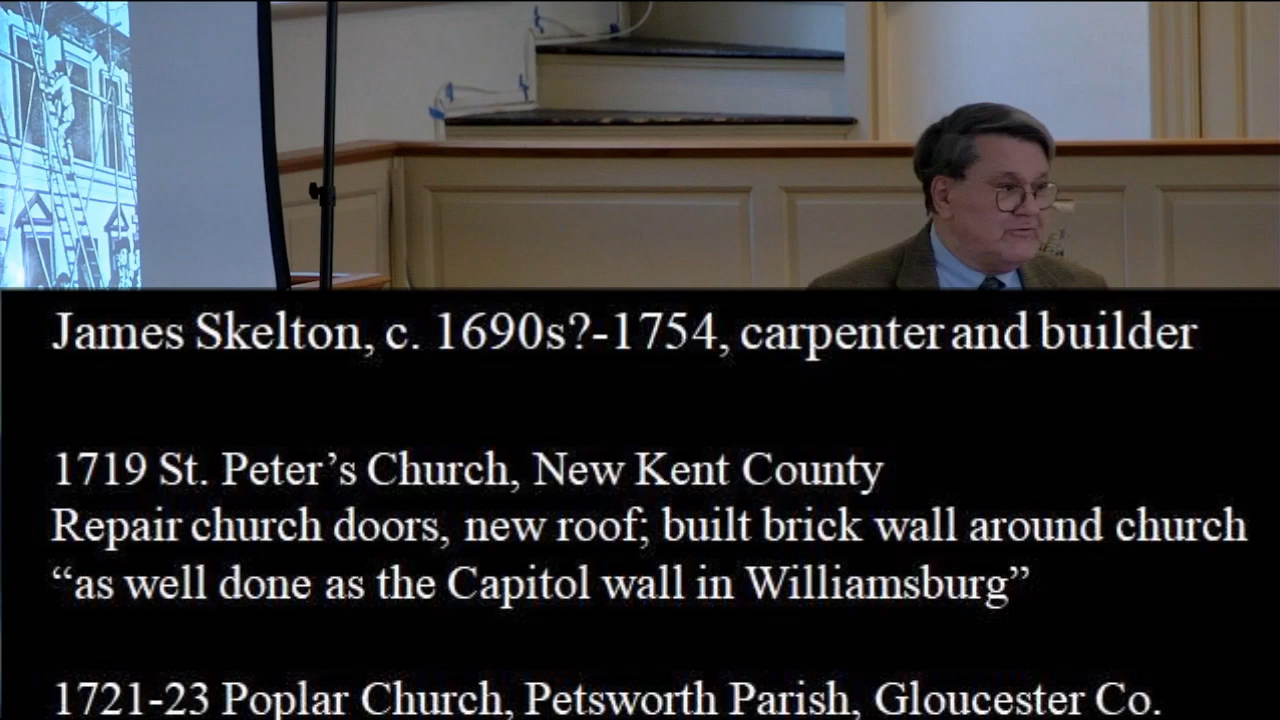 James Skelton, c. 1690s?-1754, carpenter and builder
1719 St. Peter’s Church, New Kent County
Repair church doors, new roof; built brick wall around church
“as well done as the Capitol wall in Williamsburg”
1721-23 Poplar Church, Petsworth Parish, Gloucester Co.